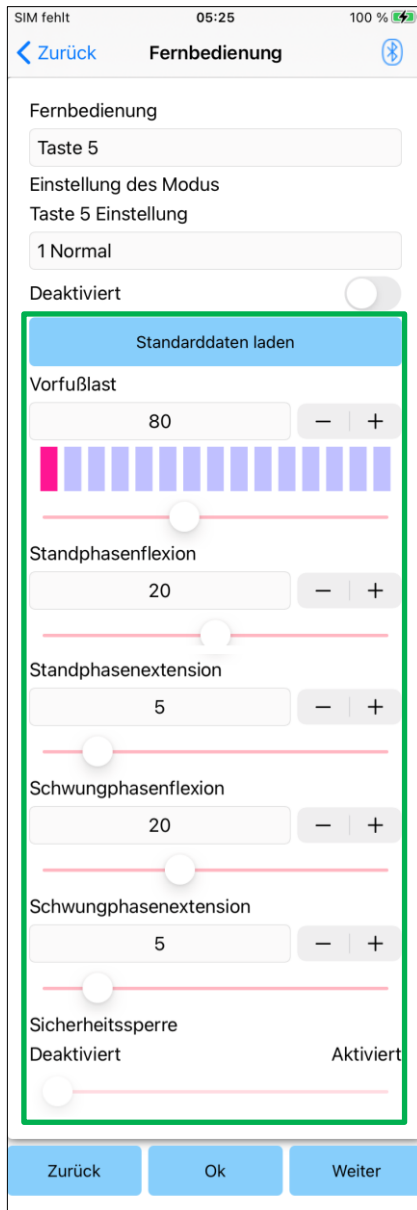 SIM fehlt 05:25 100 %
Zurück Fernbedienung
Fernbedienung
Taste 5
Einstellung des Modus
Taste 5 Einstellung
1 Normal
Deaktiviert
Standarddaten laden
Vorfußlast
80 − +
Standphasenflexion
20 − +
Standphasenextension
5 − +
Schwungphasenflexion
20 − +
Schwungphasenextension
5 − +
Sicherheitssperre
Deaktiviert Aktiviert
Zurück Ok Weiter